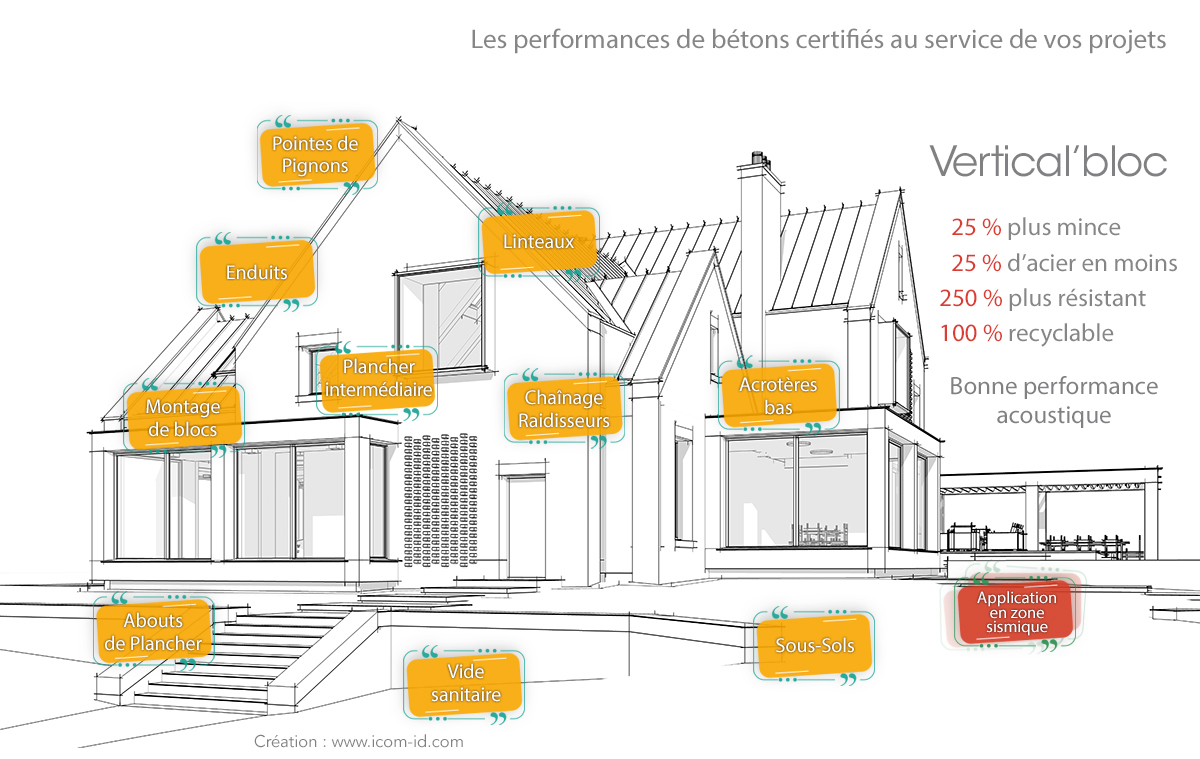 Les performances de bétons certifiés au service de vos projets
Pointes de
Pignons
Vertical’bloc
25 % plus mince
25 % d’acier en moins
250 % plus résistant
100 % recyclable
Bonne performance
acoustique
Linteaux
Enduits
Plancher
intermédiaire
Chaînage
Raidisseurs
Acrotères
bas
Montage
de blocs
Application
en zone
sismique
Abouts
de Plancher
Sous-Sols
Vide
sanitaire
Création : www.icom-id.com